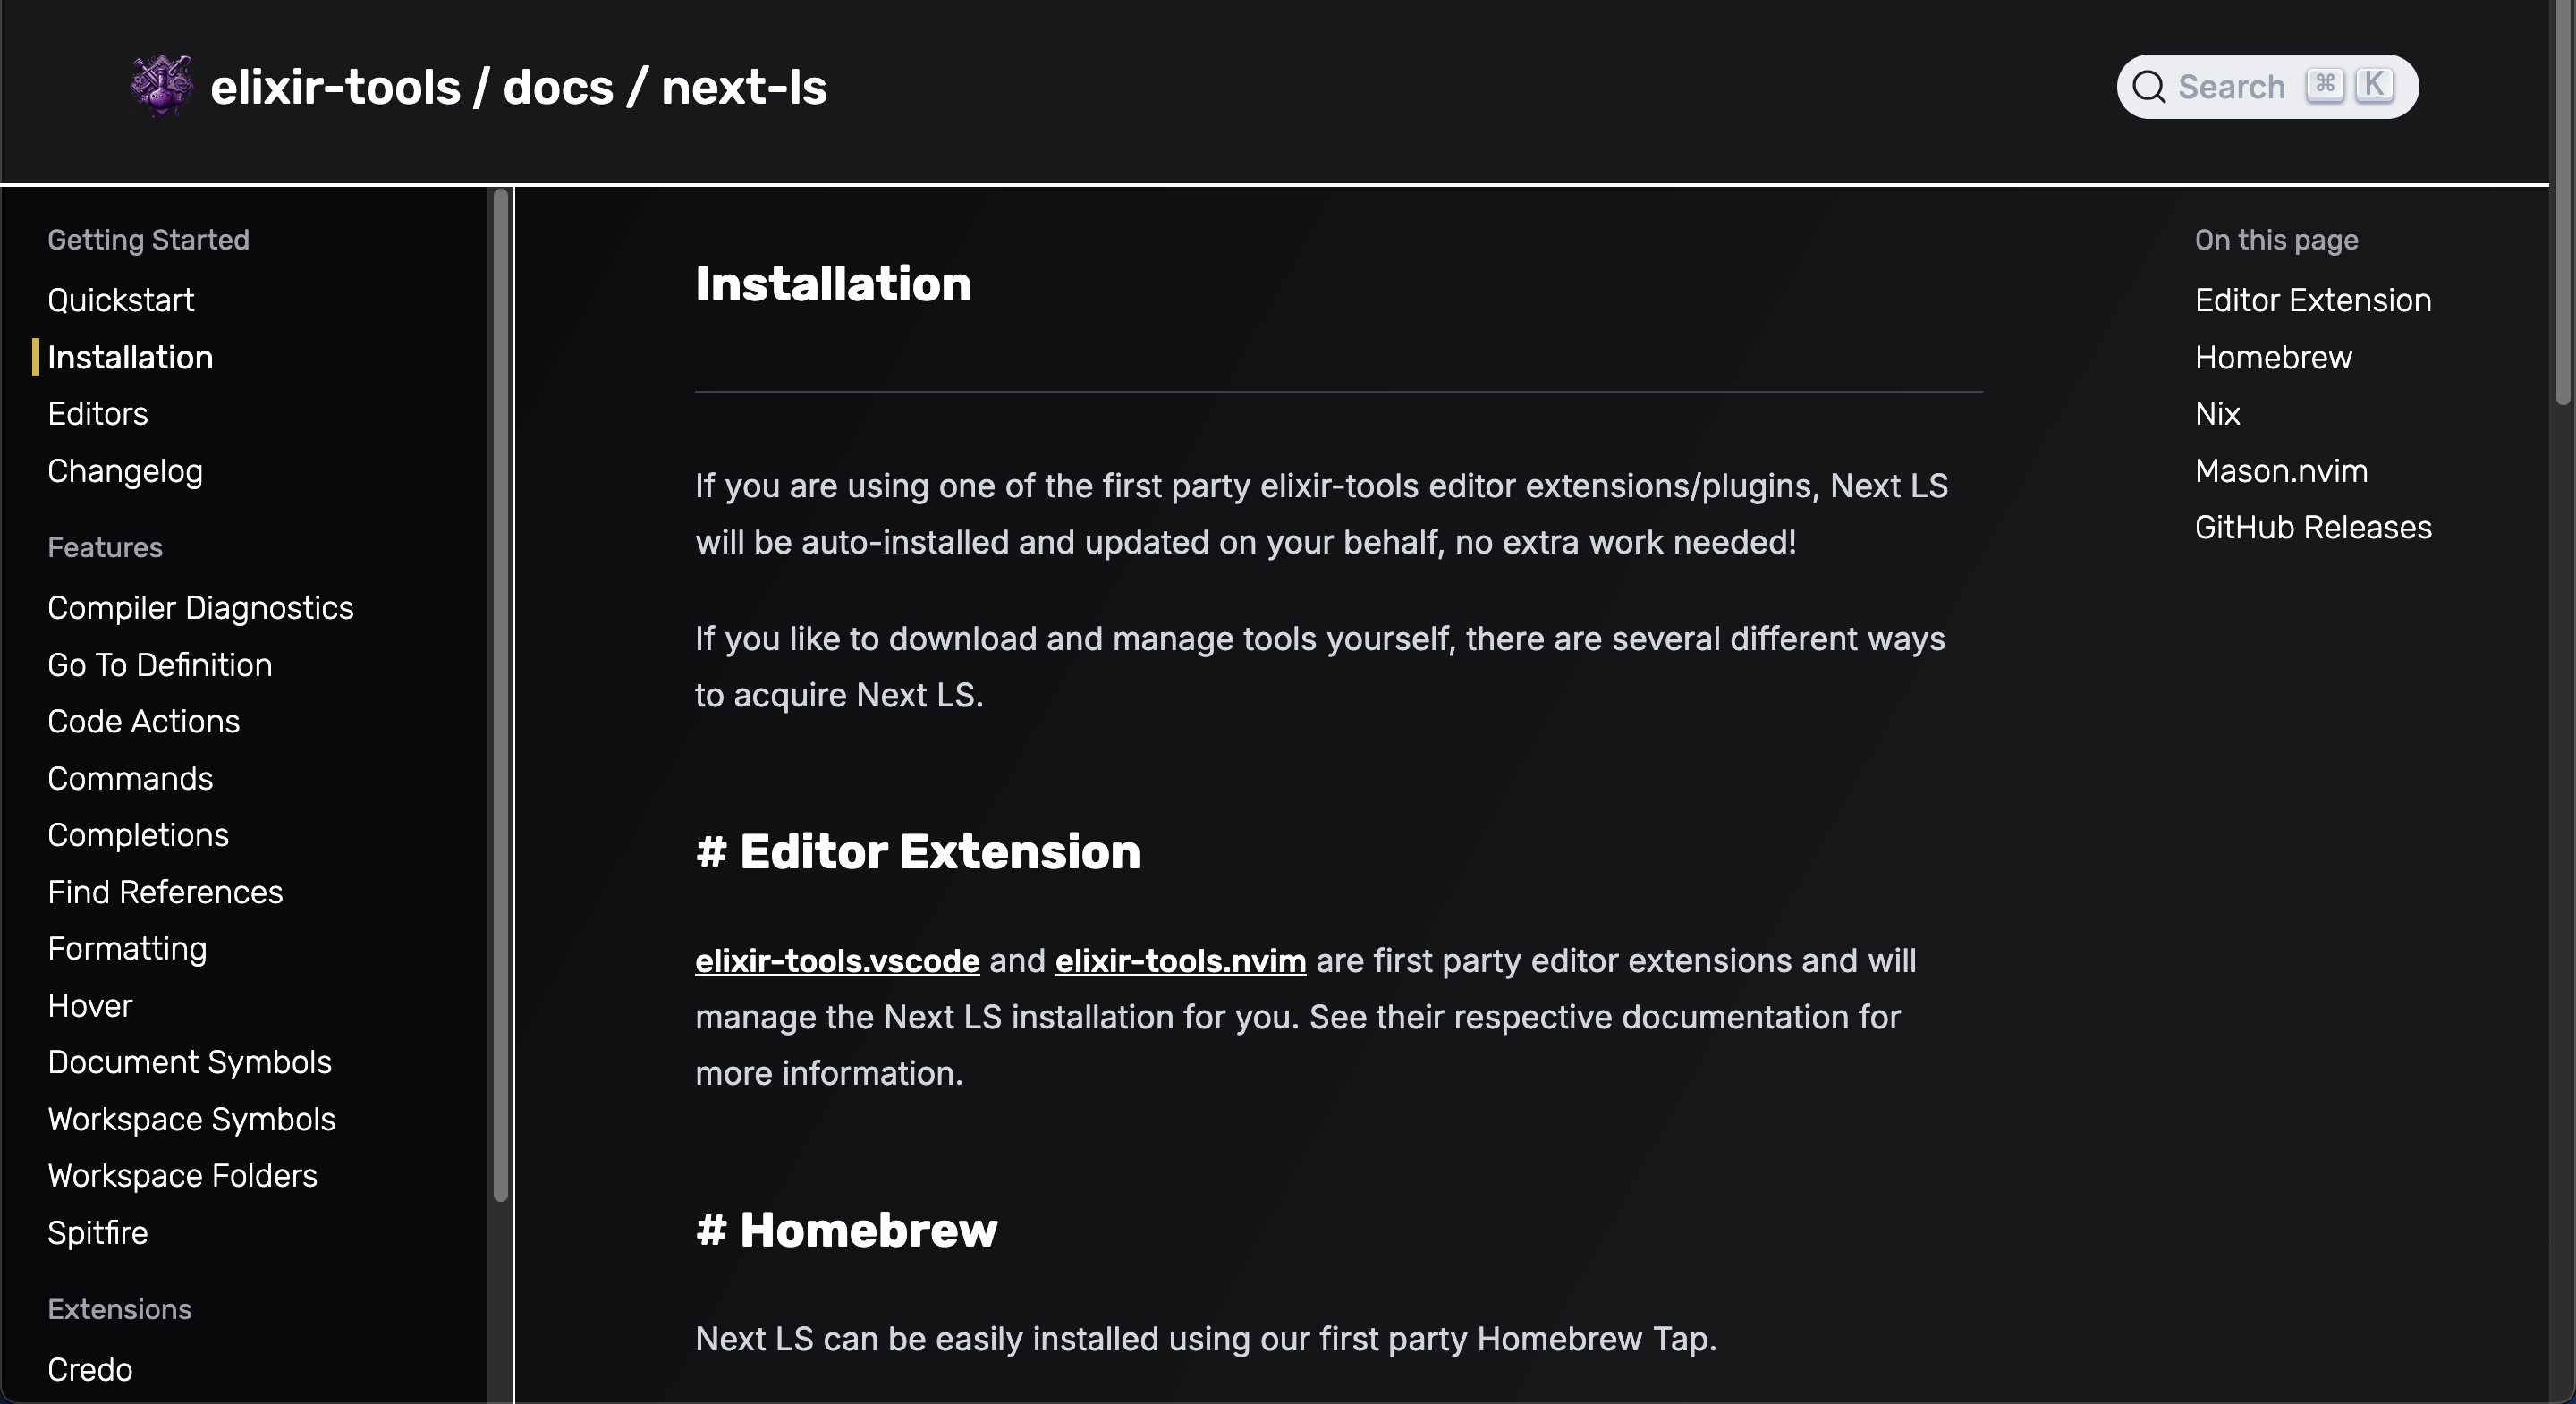 elixir-tools / docs / next-ls
Search ⌘ K
Getting Started
Quickstart
Installation
Editors
Changelog
Features
Compiler Diagnostics
Go To Definition
Code Actions
Commands
Completions
Find References
Formatting
Hover
Document Symbols
Workspace Symbols
Workspace Folders
Spitfire
Extensions
Credo
Installation
If you are using one of the first party elixir-tools editor extensions/plugins, Next LS
will be auto-installed and updated on your behalf, no extra work needed!
If you like to download and manage tools yourself, there are several different ways
to acquire Next LS.
# Editor Extension
elixir-tools.vscode and elixir-tools.nvim are first party editor extensions and will
manage the Next LS installation for you. See their respective documentation for
more information.
# Homebrew
Next LS can be easily installed using our first party Homebrew Tap.
On this page
Editor Extension
Homebrew
Nix
Mason.nvim
GitHub Releases